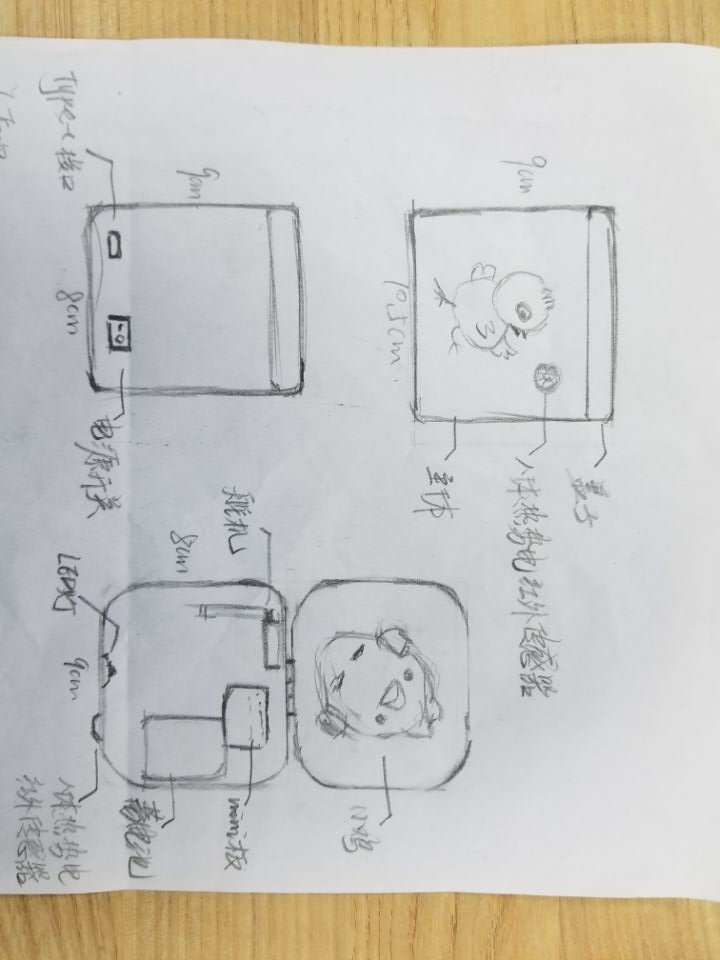 9cm
10.5cm
盖子
人体热释电红外传感器
主体
9cm
8cm
Type-c接口
电源开关
舵机
8cm
小鸡
mini板
蓄电池
LED灯
9cm
人体热释电
红外传感器